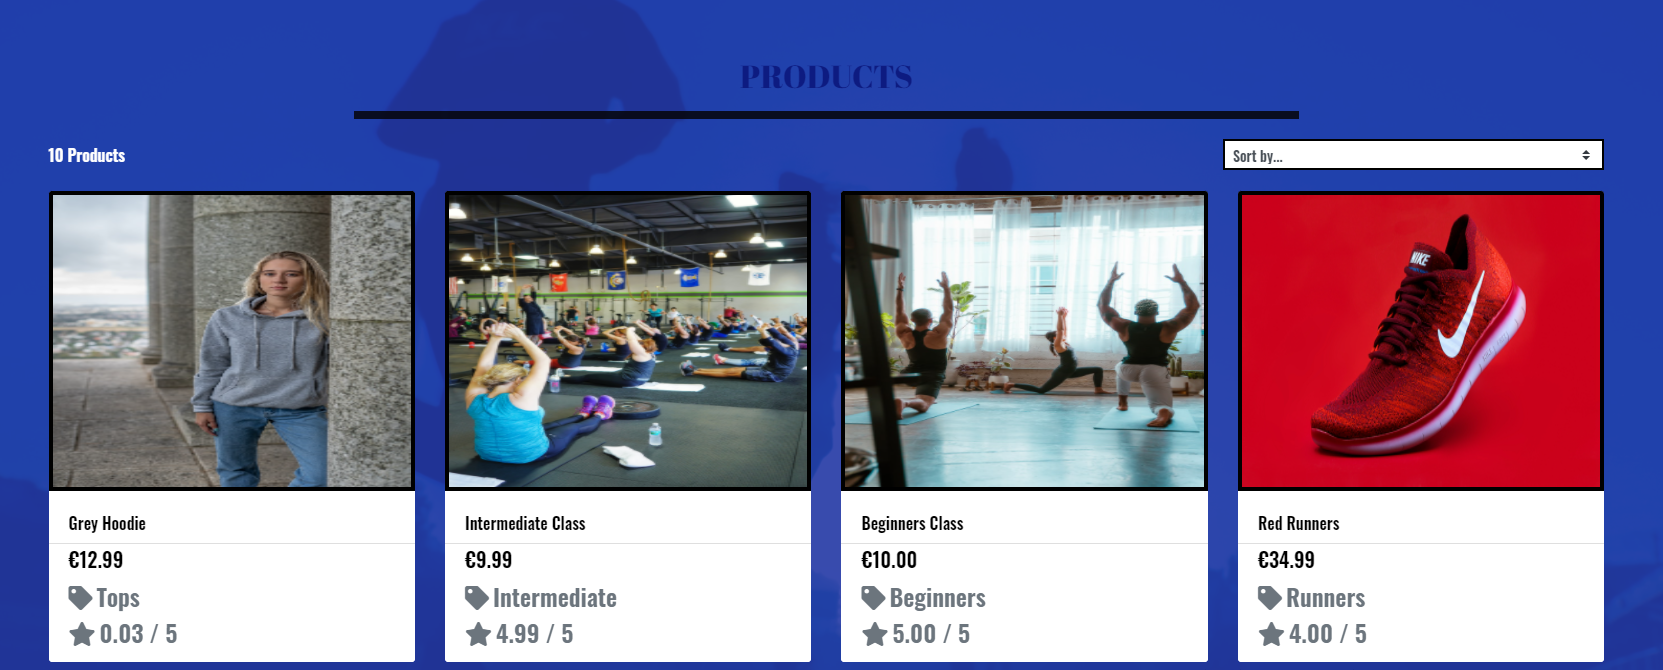 PRODUCTS
10 Products
Sort by...
NIKE
Grey Hoodie
€12.99
Tops
0.03 / 5
Intermediate Class
€9.99
Intermediate
4.99 / 5
Beginners Class
€10.00
Beginners
5.00 / 5
Red Runners
€34.99
Runners
4.00 / 5